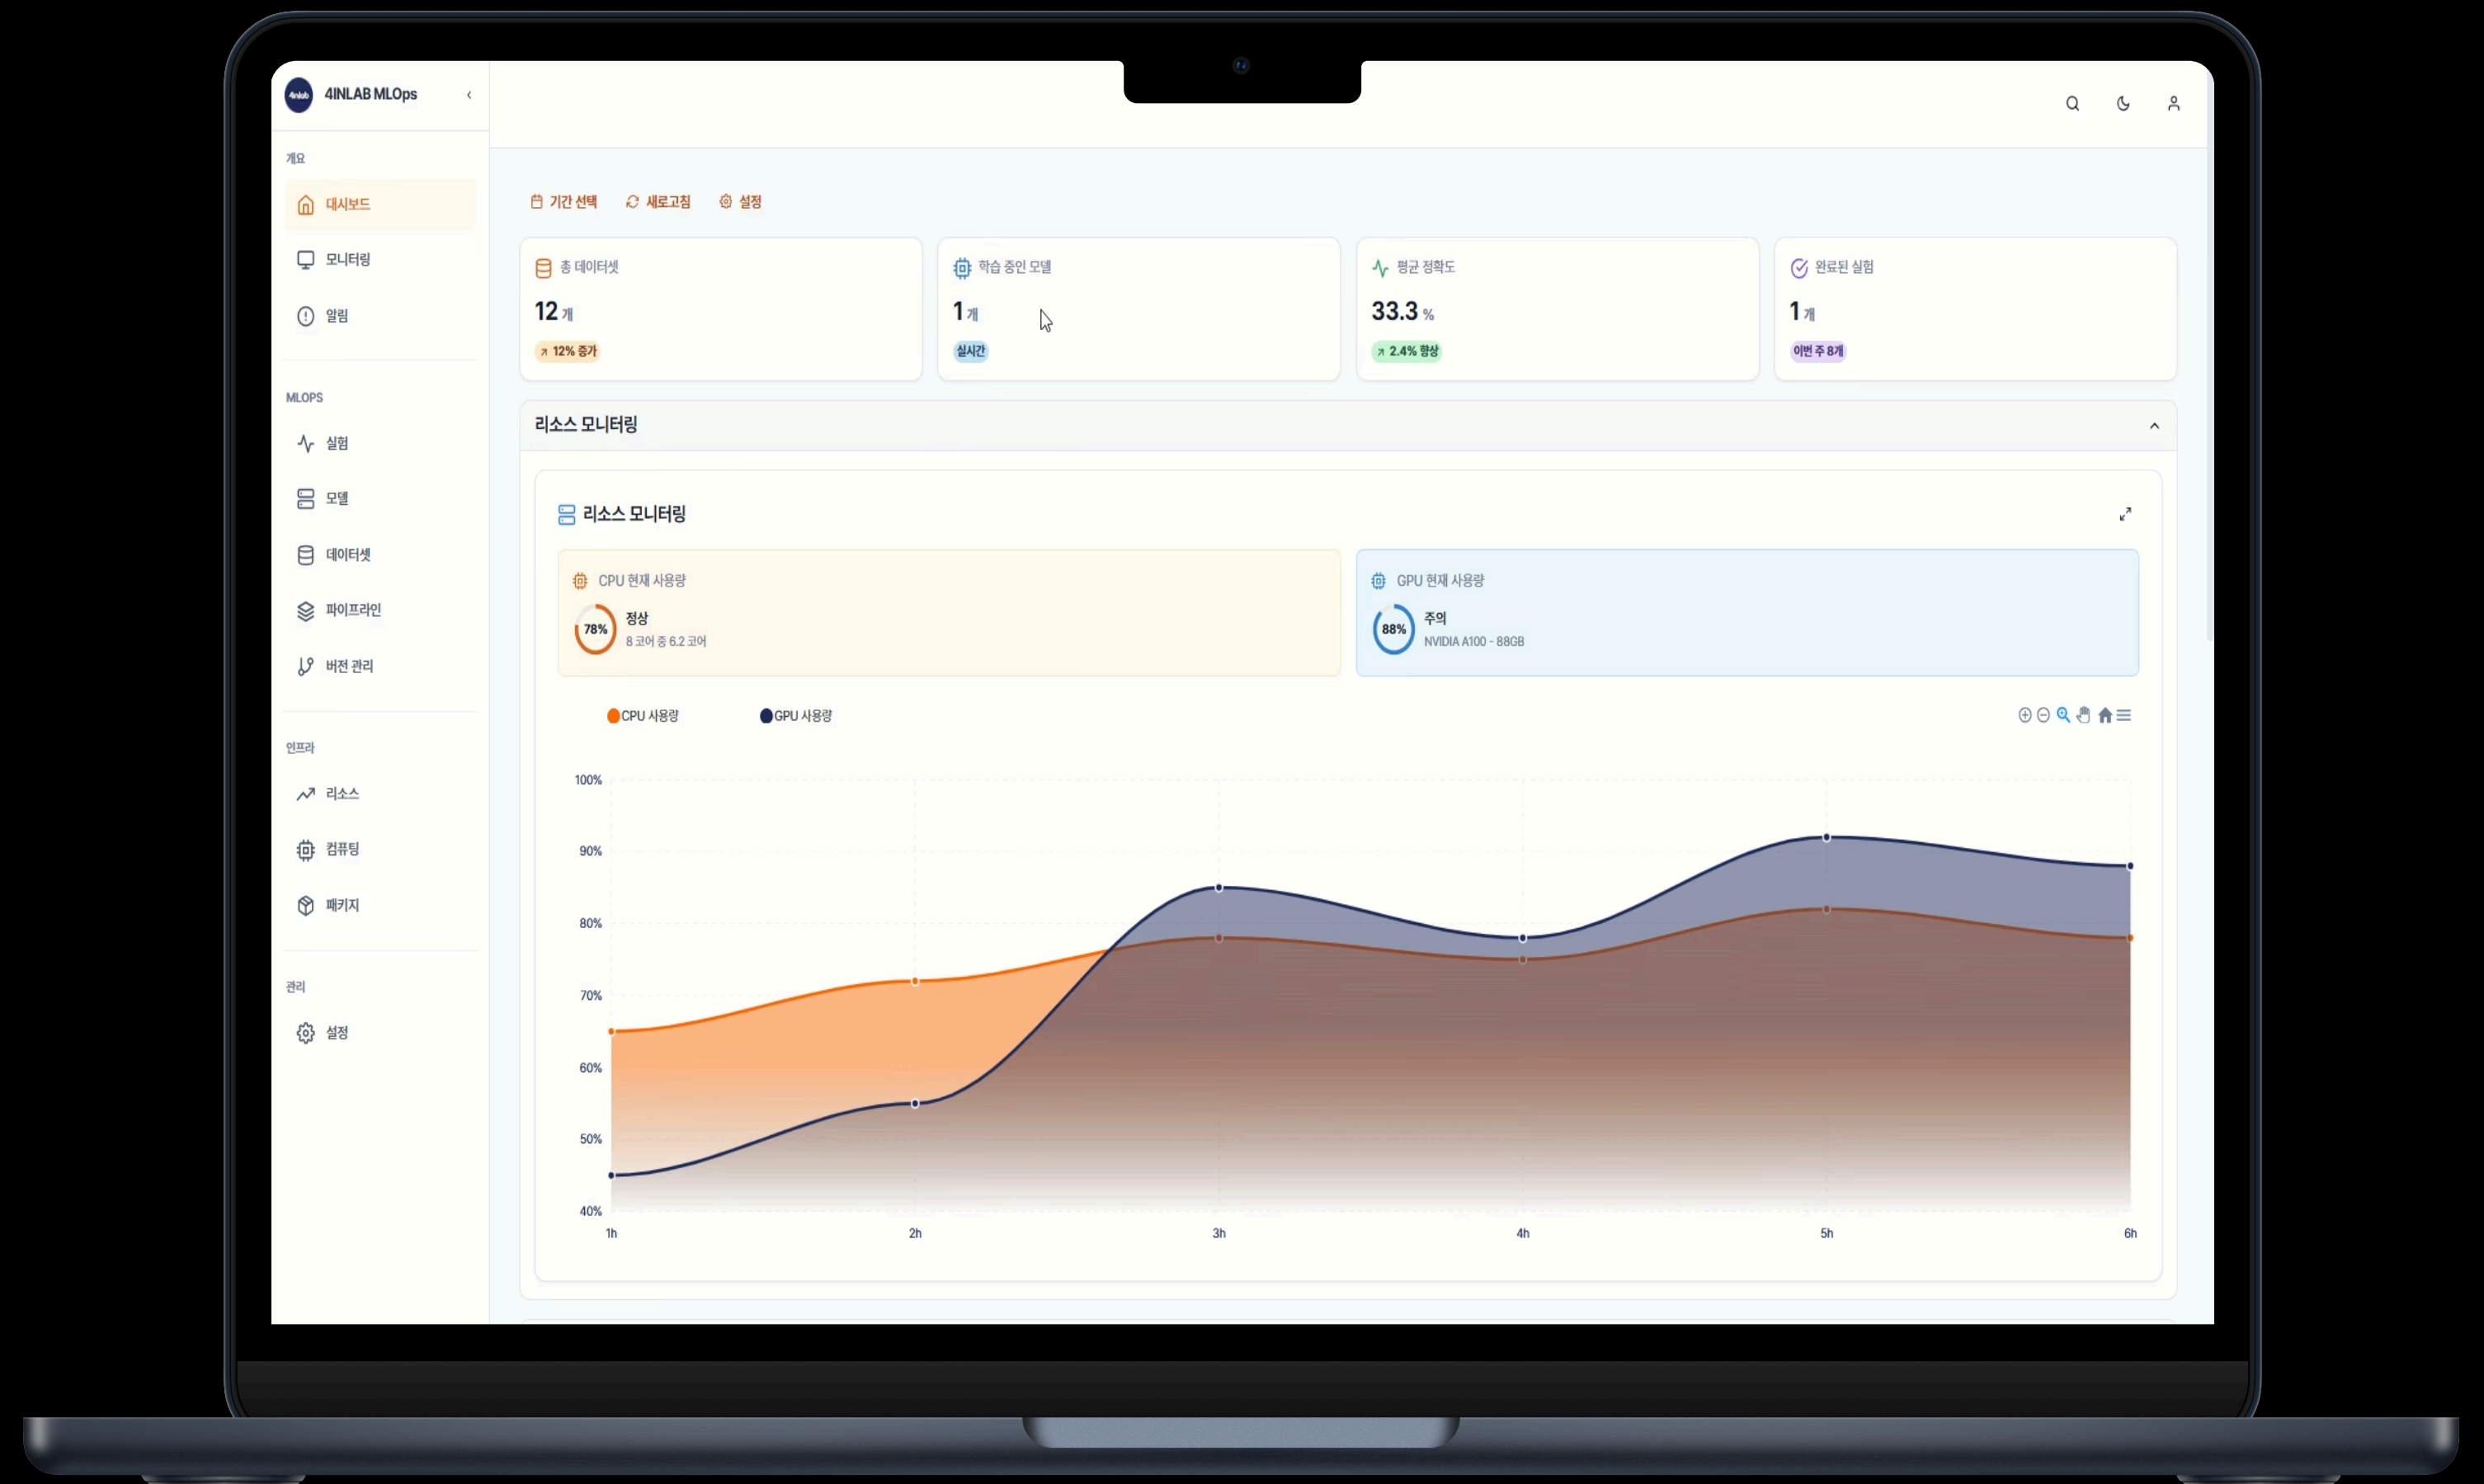 4inlab
4INLAB MLOps
개요
대시보드
모니터링
알림
MLOPS
실험
모델
데이터셋
파이프라인
버전 관리
인프라
리소스
컴퓨팅
패키지
관리
설정
기간 선택 새로고침 설정
총 데이터셋
12 개
12% 증가
학습 중인 모델
1 개
실시간
평균 정확도
33.3 %
2.4% 향상
완료된 실험
1 개
이번 주 8개
리소스 모니터링
리소스 모니터링
CPU 현재 사용량
78%
정상
8 코어 중 6.2 코어
GPU 현재 사용량
88%
주의
NVIDIA A100 - 88GB
CPU 사용량 GPU 사용량
100%
90%
80%
70%
60%
50%
40%
1h 2h 3h 4h 5h 6h